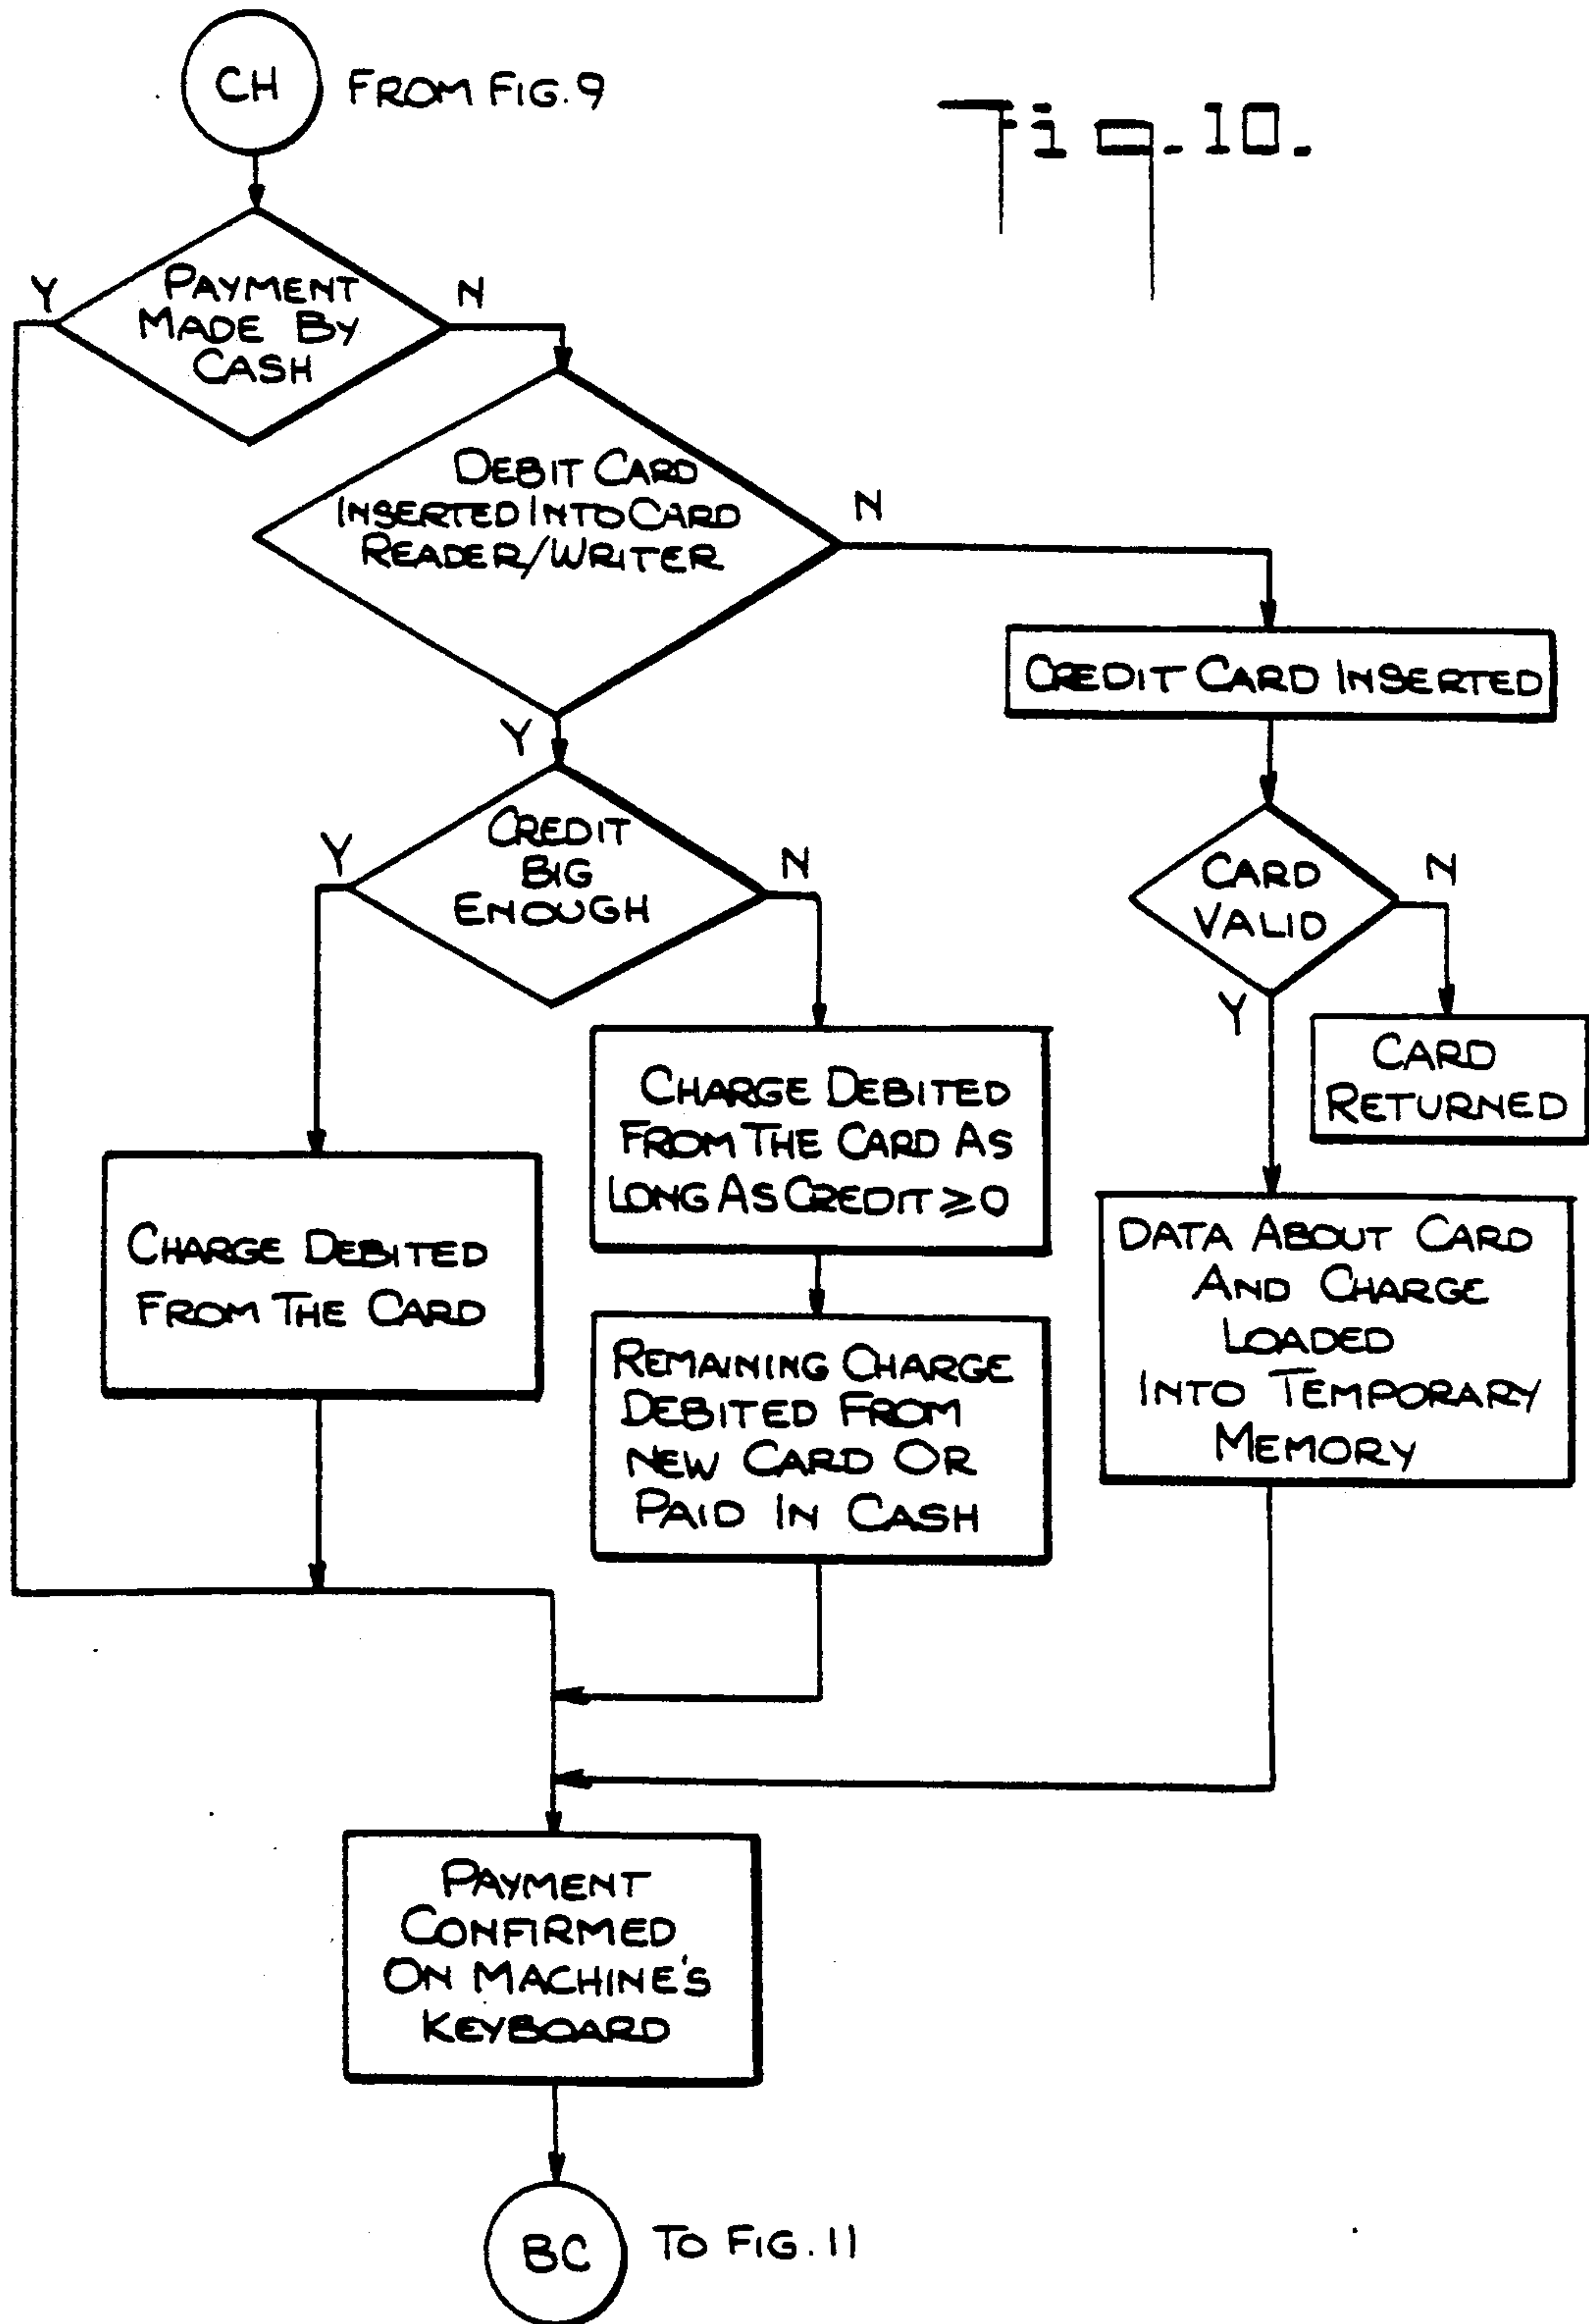 CH
FROM FIG. 9
Fig. 10.
PAYMENT
MADE BY
CASH
Y
N
DEBIT CARD
INSERTED INTO CARD
READER/WRITER
N
Y
CREDIT CARD INSERTED
CREDIT
BIG
ENOUGH
Y
N
CARD
VALID
N
Y
CARD
RETURNED
CHARGE DEBITED
FROM THE CARD AS
LONG AS CREDIT ≥ 0
CHARGE DEBITED
FROM THE CARD
DATA ABOUT CARD
AND CHARGE
LOADED
INTO TEMPORARY
MEMORY
REMAINING CHARGE
DEBITED FROM
NEW CARD OR
PAID IN CASH
PAYMENT
CONFIRMED
ON MACHINE'S
KEYBOARD
BC
TO FIG. 11